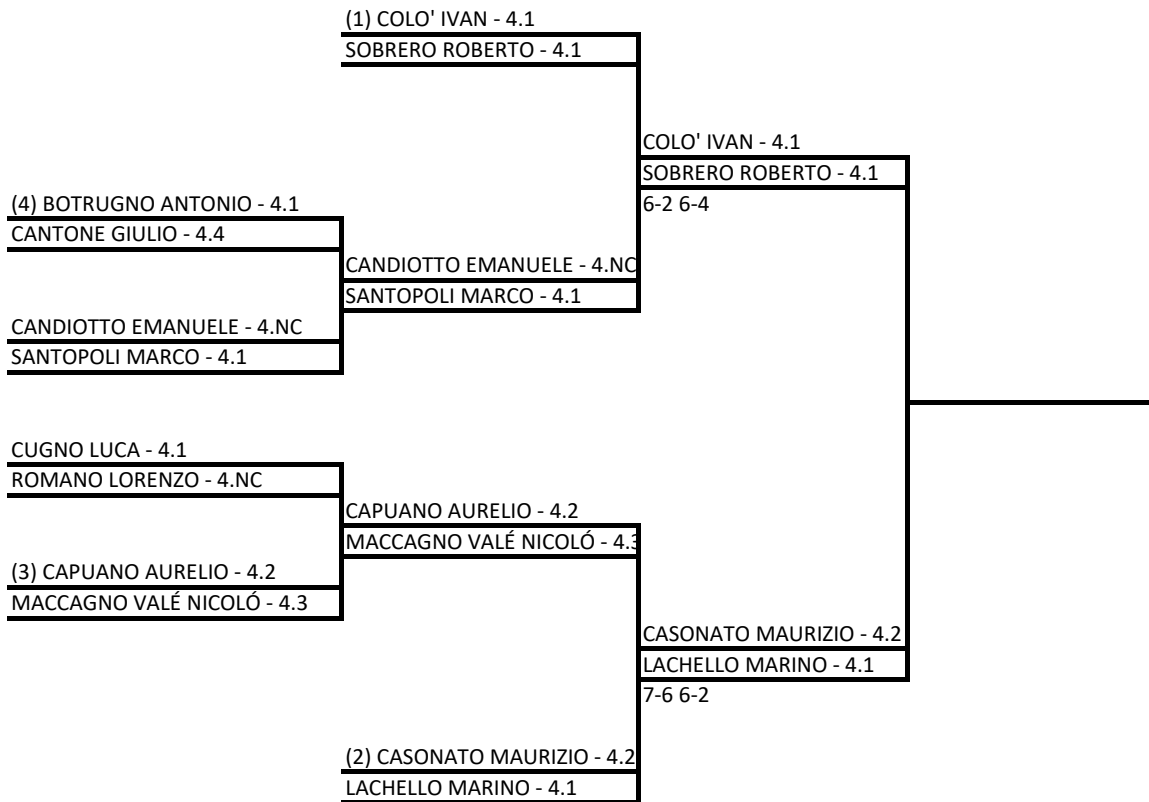 (1) COLO' IVAN - 4.1
SOBRERO ROBERTO - 4.1
COLO' IVAN - 4.1
SOBRERO ROBERTO - 4.1
6-2 6-4
(4) BOTRUGNO ANTONIO - 4.1
CANTONE GIULIO - 4.4
CANDIOTTO EMANUELE - 4.NC
SANTOPOLI MARCO - 4.1
CANDIOTTO EMANUELE - 4.NC
SANTOPOLI MARCO - 4.1
CUGNO LUCA - 4.1
ROMANO LORENZO - 4.NC
CAPUANO AURELIO - 4.2
MACCAGNO VALÉ NICOLÓ - 4.3
(3) CAPUANO AURELIO - 4.2
MACCAGNO VALÉ NICOLÓ - 4.3
CASONATO MAURIZIO - 4.2
LACHELLO MARINO - 4.1
7-6 6-2
(2) CASONATO MAURIZIO - 4.2
LACHELLO MARINO - 4.1